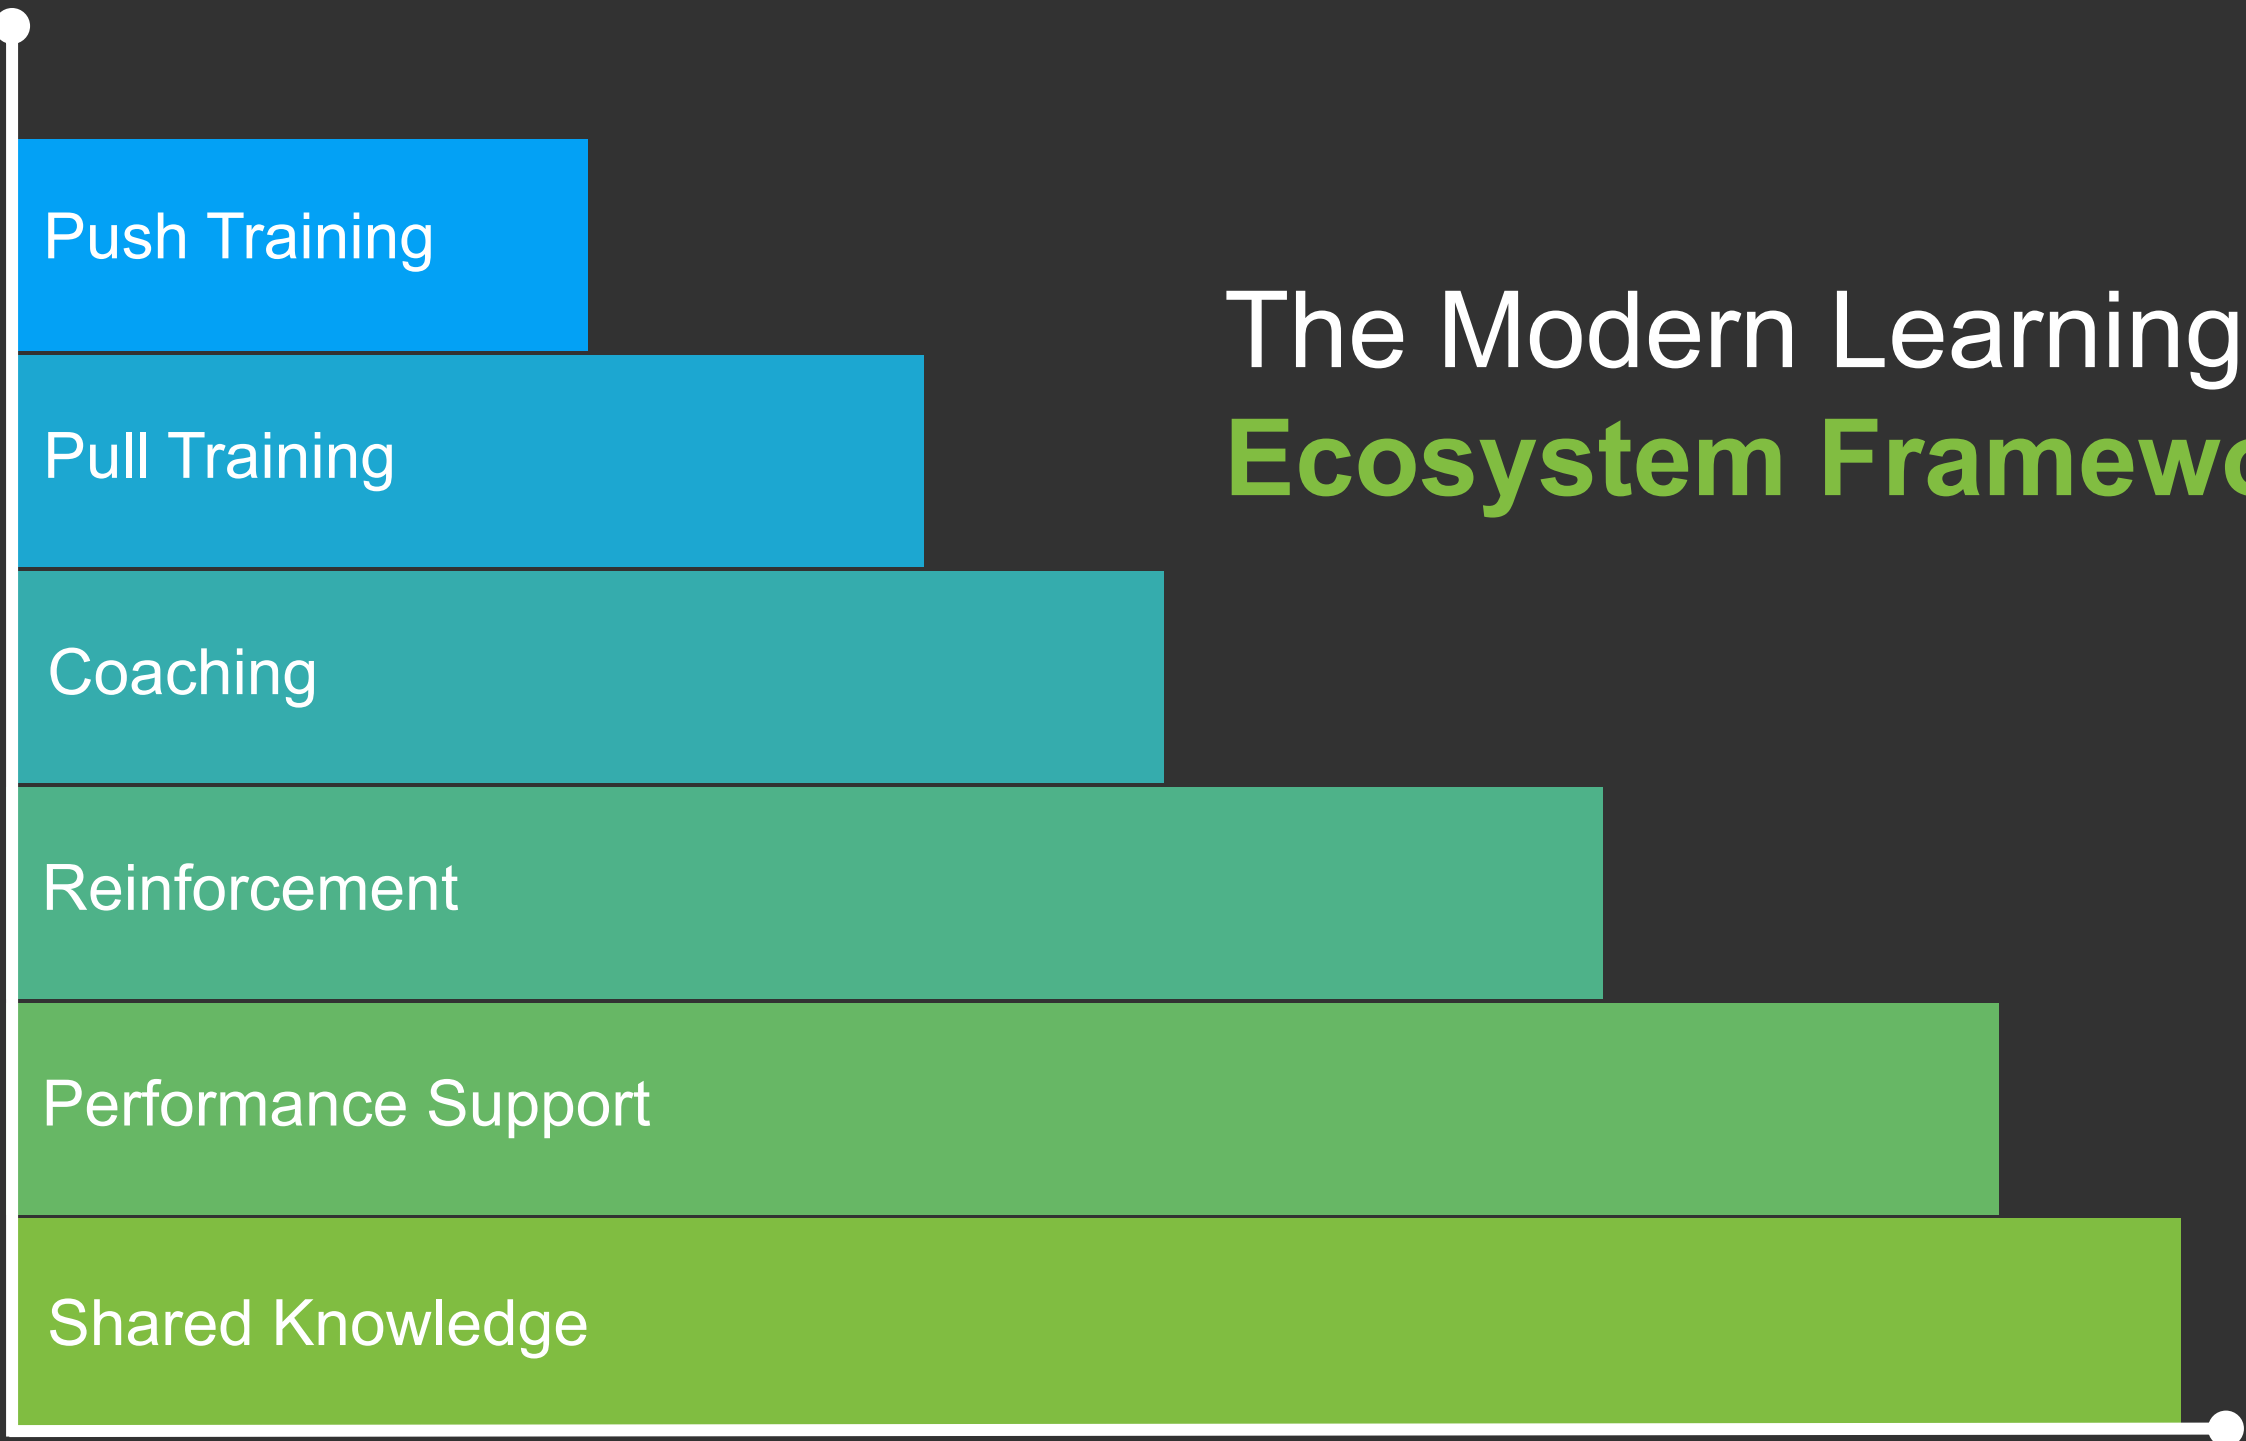 Push Training
The Modern Learning
Pull Training
Ecosystem
Coaching
Reinforcement
Performance Support
Shared Knowledge